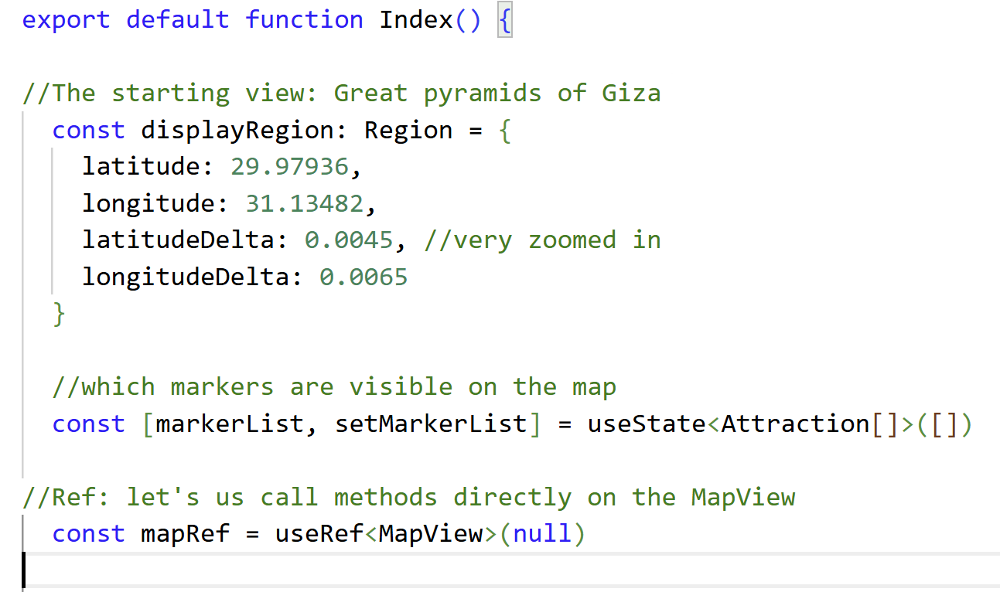 export default function Index() {
//The starting view: Great pyramids of Giza
const displayRegion: Region = {
latitude: 29.97936,
longitude: 31.13482,
latitudeDelta: 0.0045, //very zoomed in
longitudeDelta: 0.0065
}
//which markers are visible on the map
const [markerList, setMarkerList] = useState<Attraction[]>([])
//Ref: let's us call methods directly on the MapView
const mapRef = useRef<MapView>(null)